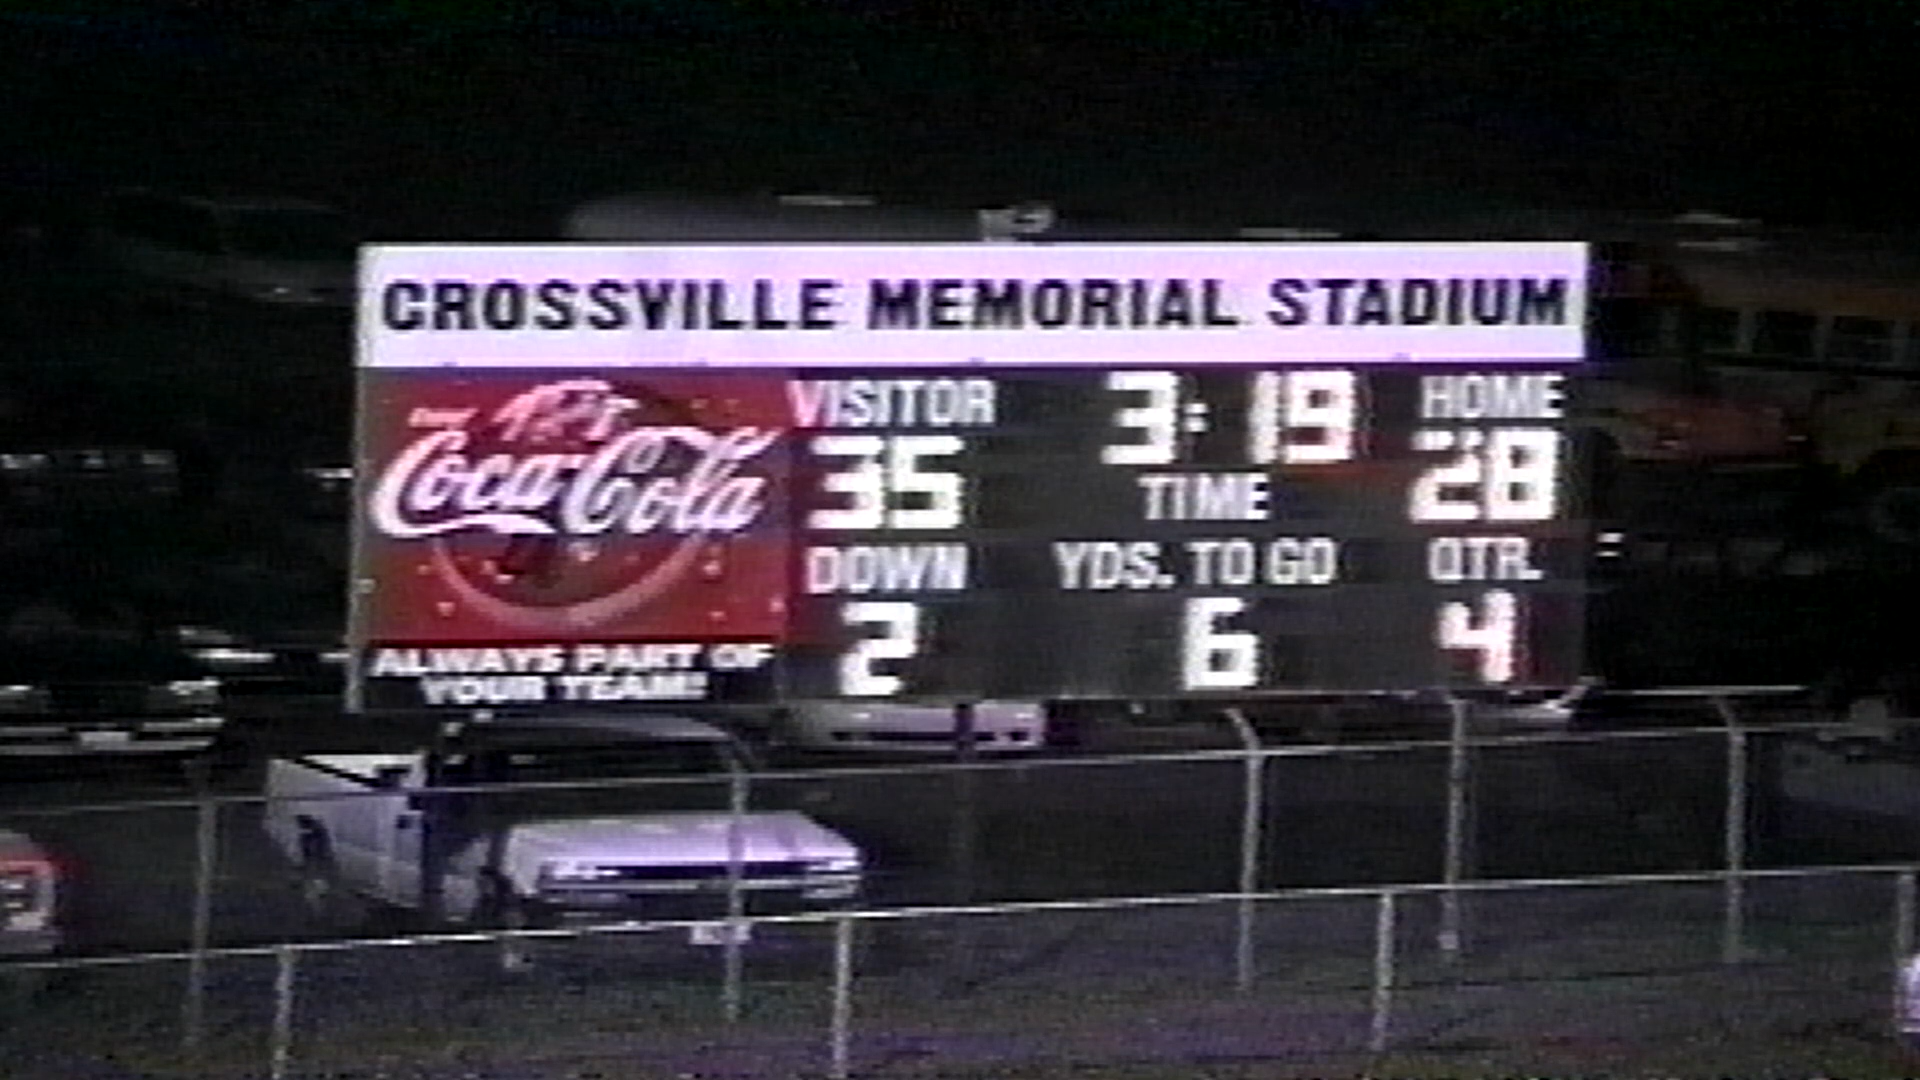 CROSSVILLE MEMORIAL STADIUM
Coca-Cola
ALWAYS PART OF
YOUR TEAM!
VISITOR 3:19 HOME
35 TIME 28
DOWN YDS. TO GO QTR.
2 6 4